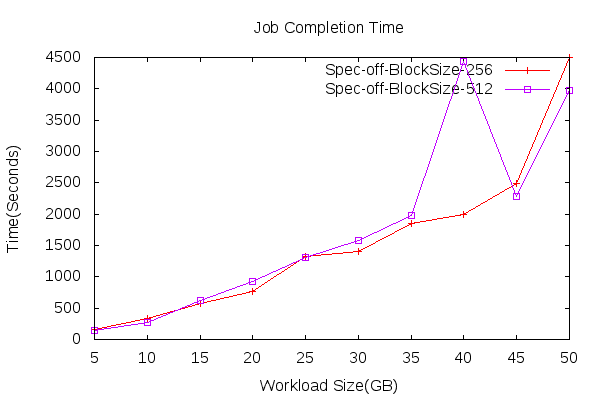 Job Completion Time
4500
4000
3500
3000
2500
2000
1500
1000
500
0
Time(Seconds)
Spec-off-BlockSize-256
Spec-off-BlockSize-512
5 10 15 20 25 30 35 40 45 50
Workload Size(GB)